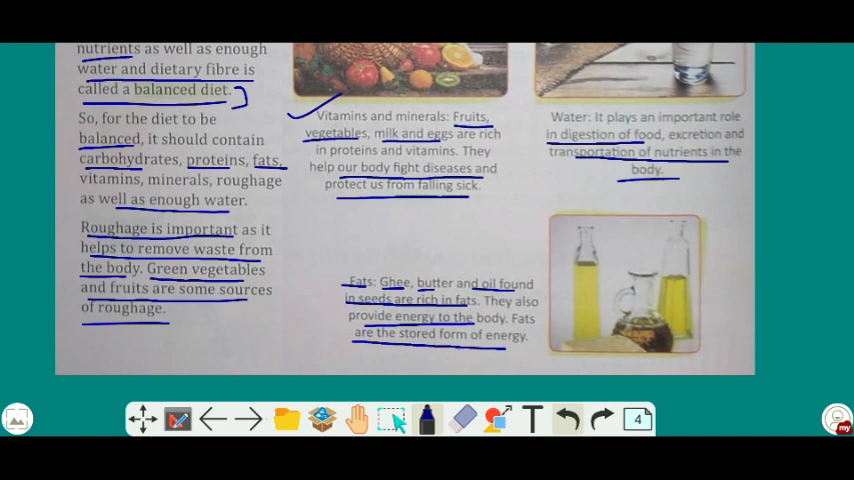 nutrients as well as enough
water and dietary fibre is
called a balanced diet.
So, for the diet to be
balanced, it should contain
carbohydrates, proteins, fats,
vitamins, minerals, roughage
as well as enough water.
Roughage is important as it
helps to remove waste from
the body. Green vegetables
and fruits are some sources
of roughage.
Vitamins and minerals: Fruits,
vegetables, milk and eggs are rich
in proteins and vitamins. They
help our body fight diseases and
protect us from falling sick.
Water: It plays an important role
in digestion of food, excretion and
transportation of nutrients in the
body.
Fats: Ghee, butter and oil found
in seeds are rich in fats. They also
provide energy to the body. Fats
are the stored form of energy.
T
4
my